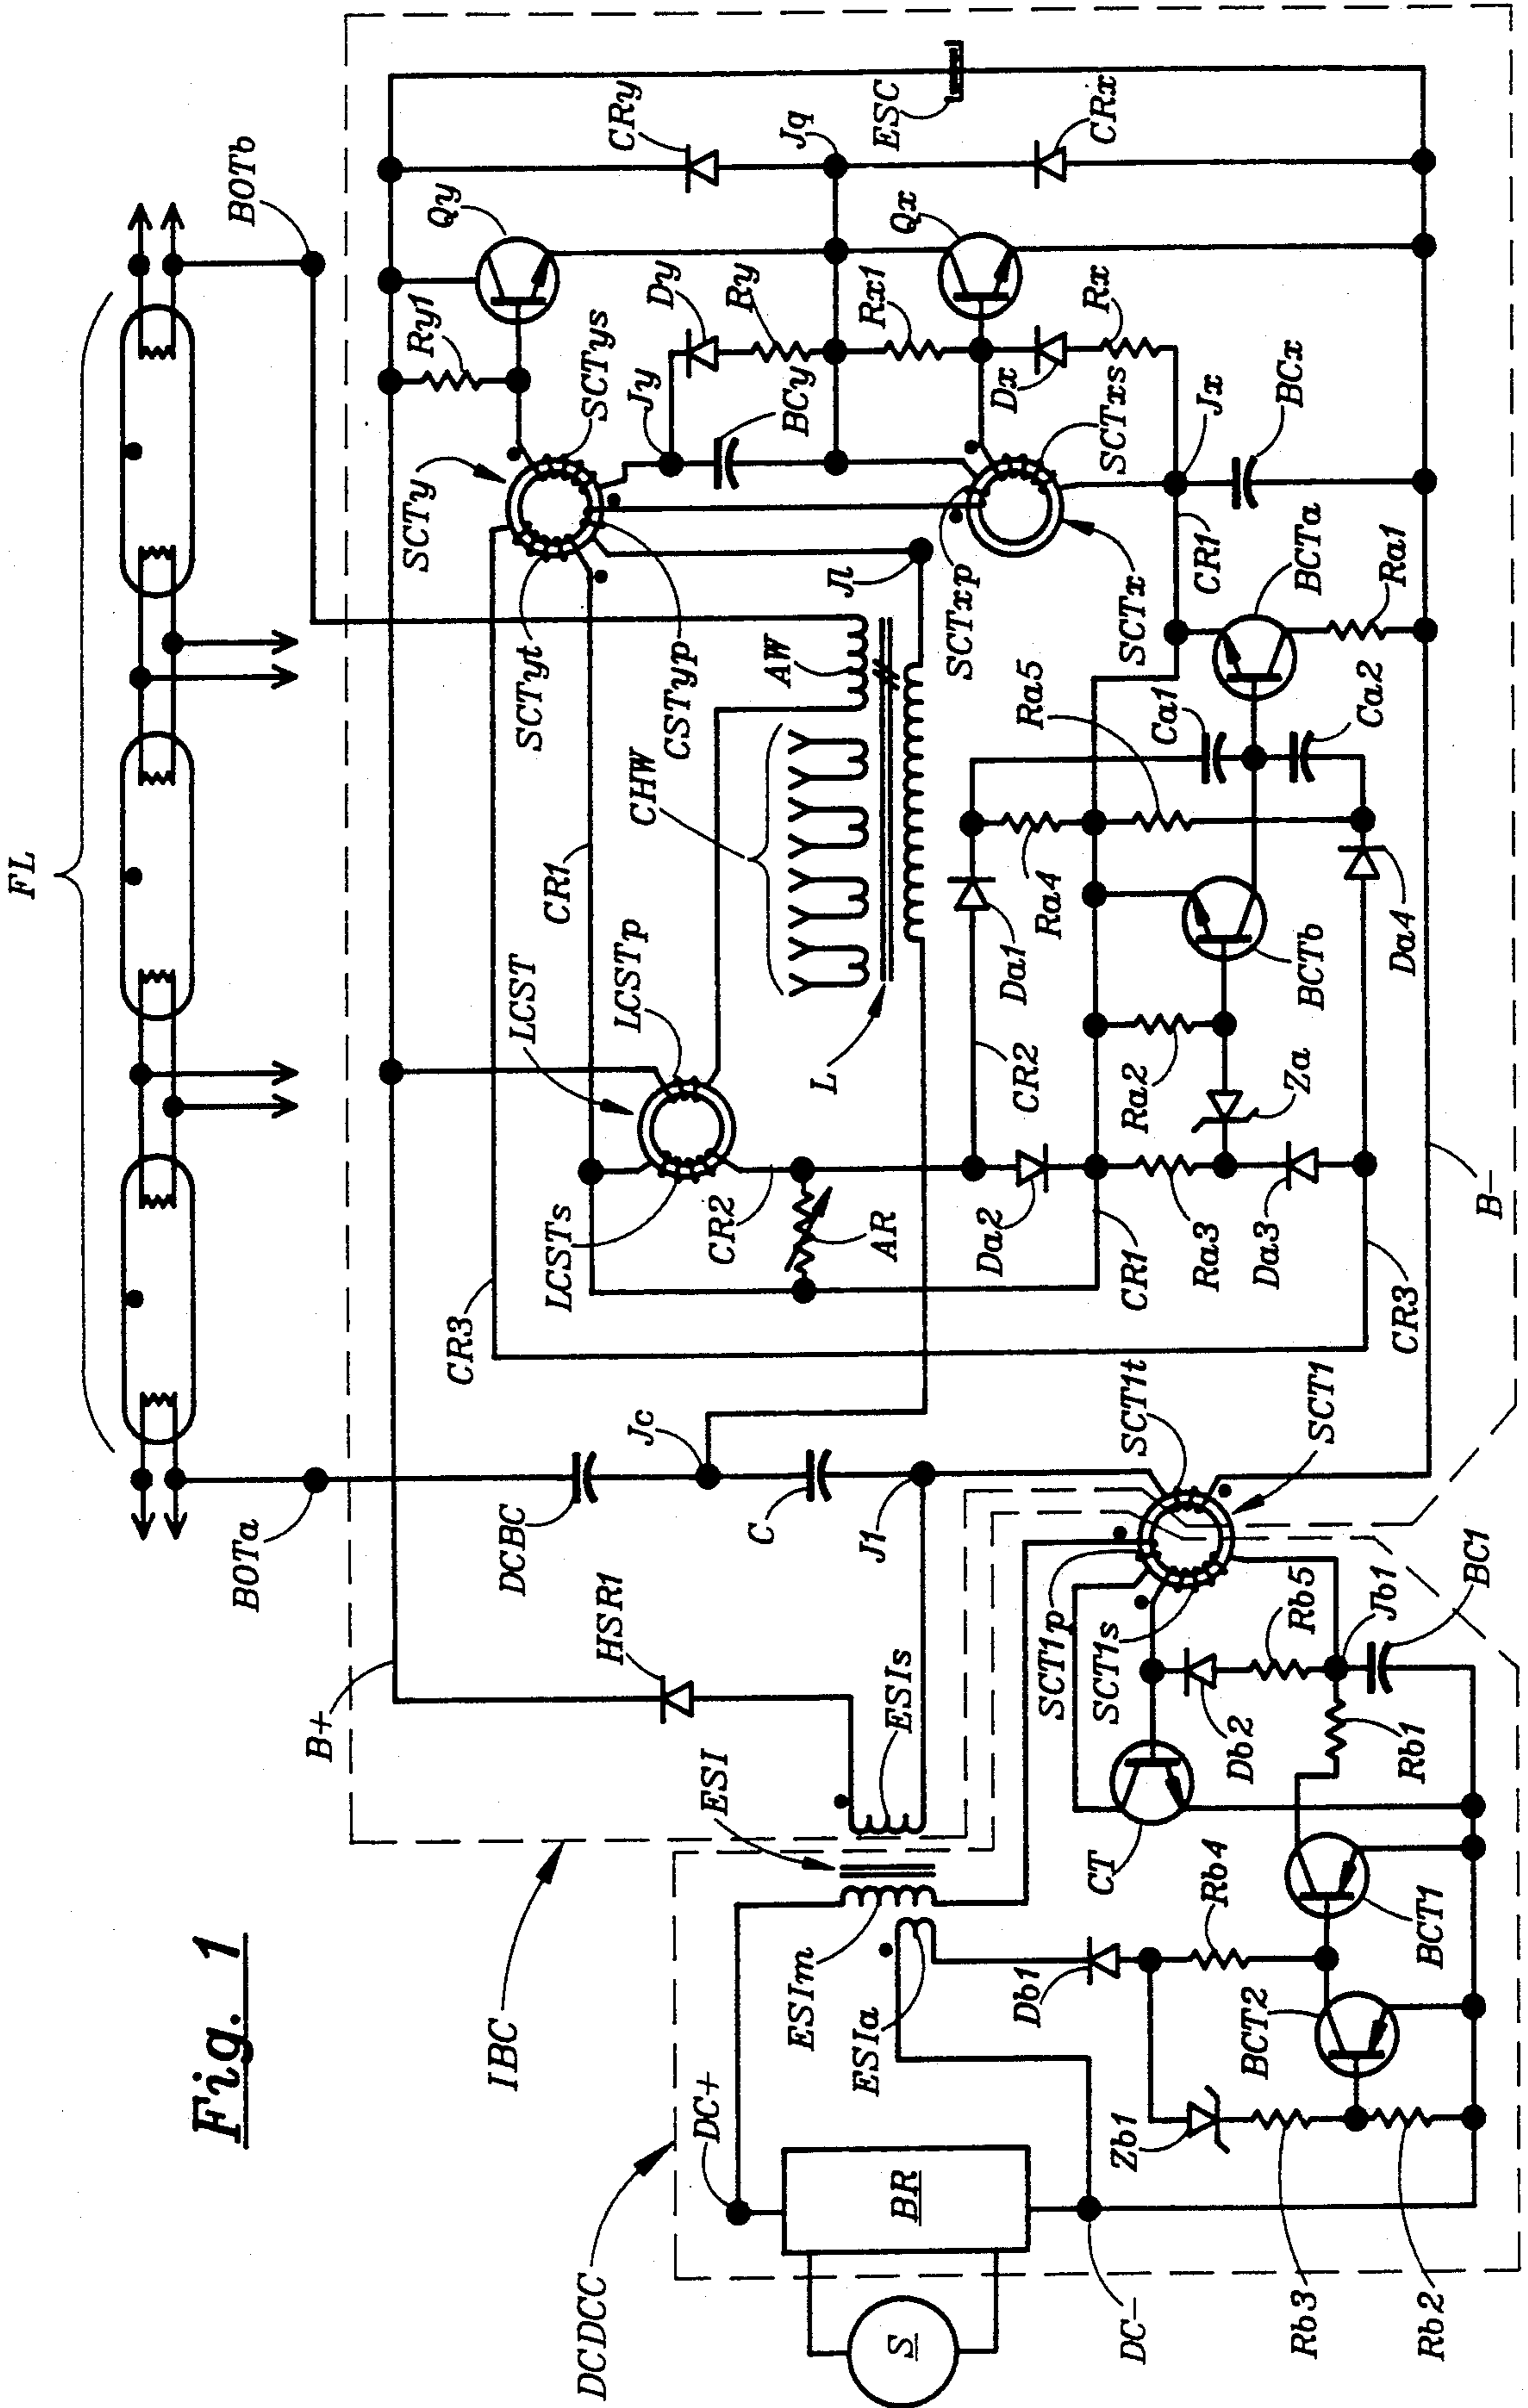 Fig. 1
FL
BOTa
BOTb
IBC
DCDCC
B+
HSR1
DCBC
Jc
C
J1
ESI
ESIs
ESIm
ESIa
DC+
BR
S
DC-
SCT1t
SCT1
SCT1p
SCT1s
CT
Db1
Db2
Rb5
Jb1
BC1
Rb1
Rb4
BCT1
BCT2
Zb1
Rb3
Rb2
CR3
CR1
LCST
LCSTp
LCSTs
CR2
AR
CHW
AW
L
SCTy
SCTyt
CSTyp
SCTys
Ry1
Qy
CRy
Jy
Dy
Ry
BCy
Jq
Rx1
Qx
ESC
CRx
Jl
SCTxp
SCTx
SCTxs
Dx
Rx
Jx
BCx
CR1
BCTa
Ra1
Ca1
Ca2
Ra5
Ra4
Da1
CR2
BCTb
Da4
Ra2
Za
Da2
CR1
Ra3
Da3
CR3
B-